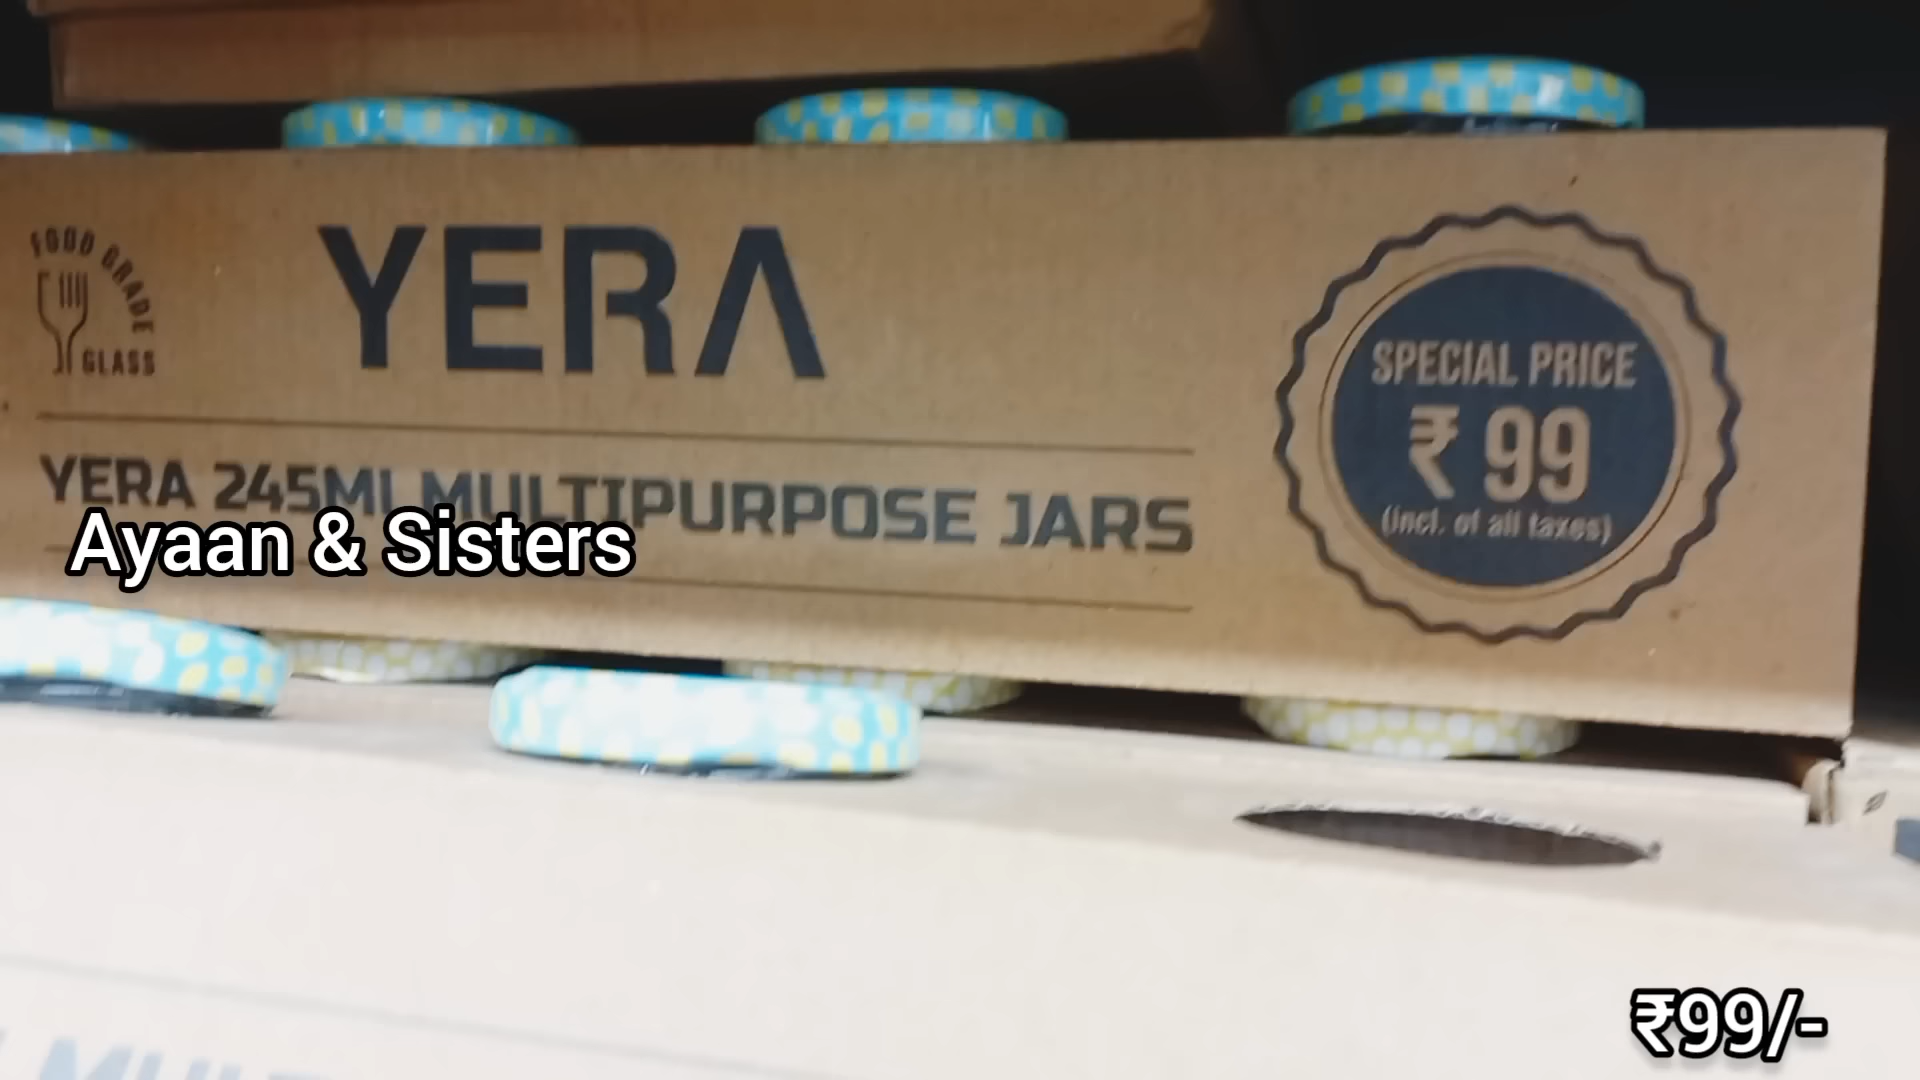 FOOD GRADE
GLASS
YERA
SPECIAL PRICE
₹ 99
(incl. of all taxes)
YERA 245ML MULTIPURPOSE JARS
Ayaan & Sisters
₹99/-